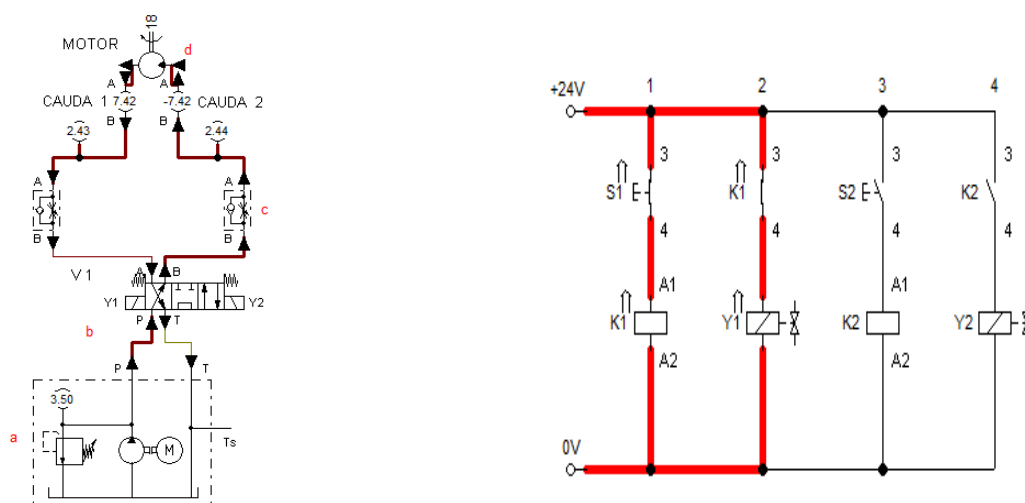 18
MOTOR
d
A
A
CAUDA 1
7.42
-7.42
CAUDA 2
B
B
2.43
2.44
A
A
c
B
B
V1
A
B
Y1
Y2
b
P
T
P
T
3.50
a
M
Ts
1
2
3
4
+24V
3
3
3
3
S1
K1
S2
K2
4
4
4
4
A1
A1
K1
Y1
K2
Y2
A2
A2
0V